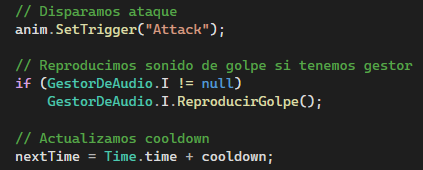 // Disparamos ataque
anim.SetTrigger("Attack");
// Reproducimos sonido de golpe si tenemos gestor
if (GestorDeAudio.I != null)
    GestorDeAudio.I.ReproducirGolpe();
// Actualizamos cooldown
nextTime = Time.time + cooldown;